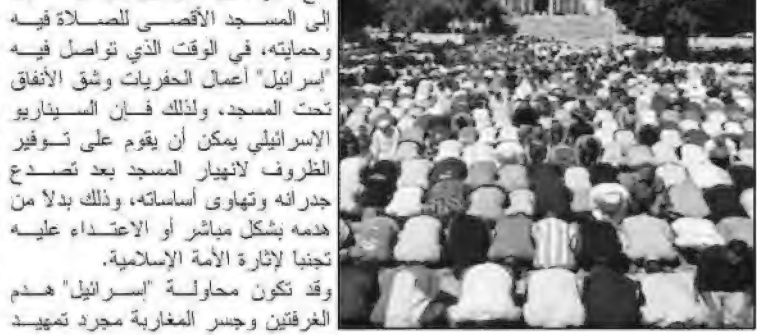 إلى المسجد الأقصى للصلاة فيه
وحمايته، في الوقت الذي تواصل فيه
"إسرائيل" أعمال الحفريات وشق الأنفاق
تحت المسجد، ولذلك فإن السيناريو
الإسرائيلي يمكن أن يقوم على توفير
الظروف لانهيار المسجد بعد تصدع
جدرانه وتهاوى أساساته، وذلك بدلا من
هدمه بشكل مباشر أو الاعتداء عليه
تجنبا لإثارة الأمة الإسلامية.
وقد تكون محاولة "إسرائيل" هدم
الغرفتين وجسر المغاربة مجرد تمهيد